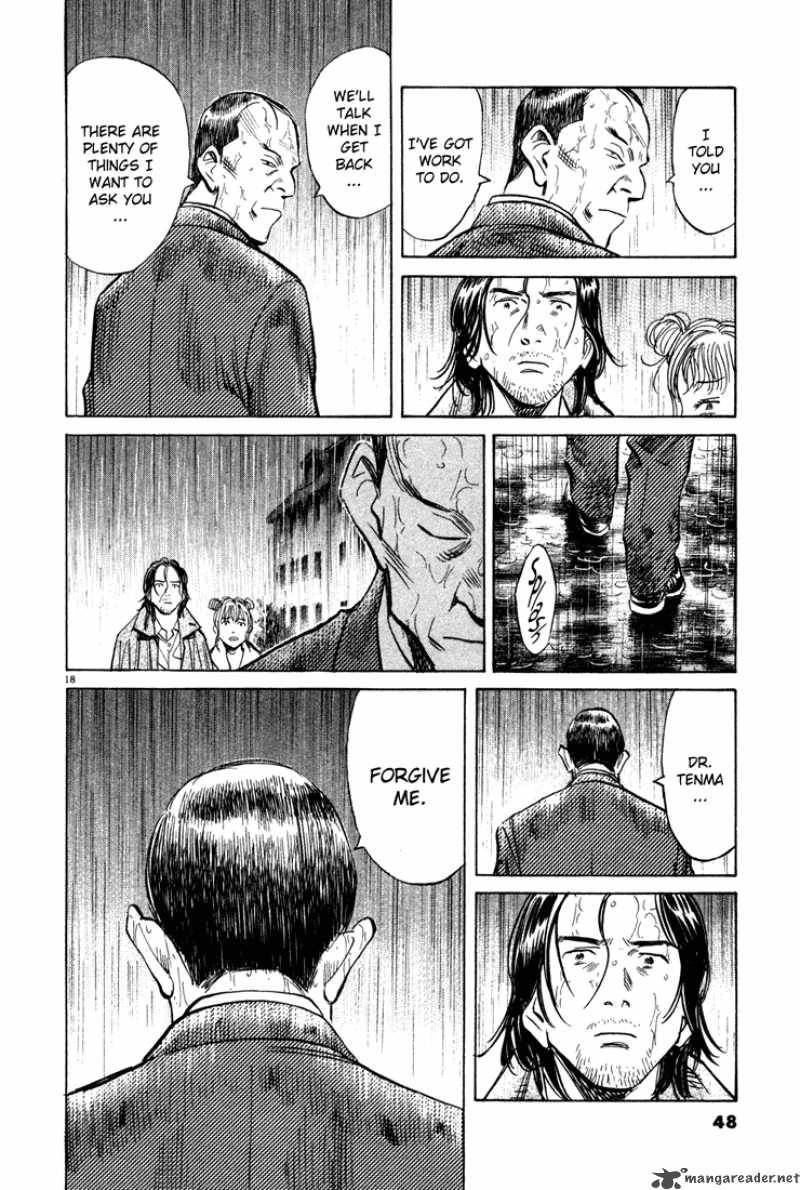 I
TOLD
YOU
...
I'VE GOT
WORK
TO DO.
WE'LL
TALK
WHEN I
GET
BACK
...
THERE ARE
PLENTY OF
THINGS I
WANT TO
ASK YOU
...
18
DR.
TENMA
...
FORGIVE
ME.
48
mangareader.net